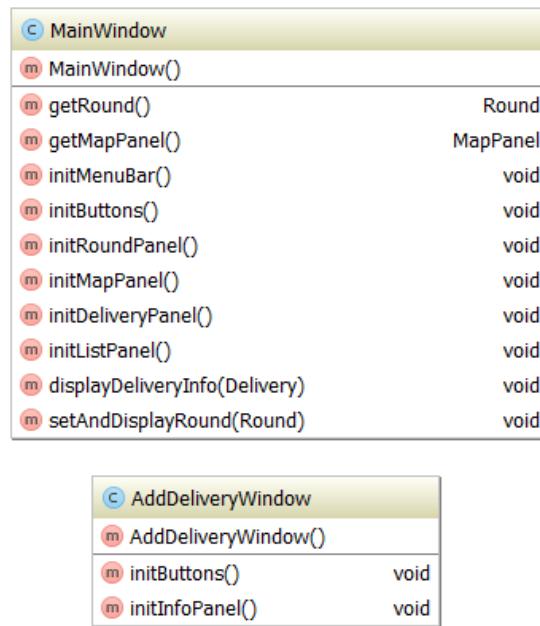 C MainWindow
m MainWindow()
m getRound() Round
m getMapPanel() MapPanel
m initMenuBar() void
m initButtons() void
m initRoundPanel() void
m initMapPanel() void
m initDeliveryPanel() void
m initListPanel() void
m displayDeliveryInfo(Delivery) void
m setAndDisplayRound(Round) void
C AddDeliveryWindow
m AddDeliveryWindow()
m initButtons() void
m initInfoPanel() void